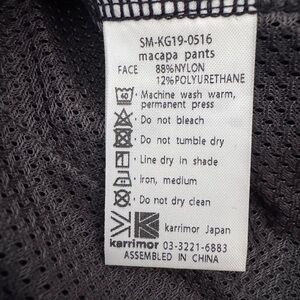 SM-KG19-0516
macapa pants
FACE 88%NYLON
12%POLYURETHANE
60 · Machine wash warm,
permanent press
· Do not bleach
· Do not tumble dry
· Line dry in shade
· Iron, medium
· Do not dry clean
karrimor Japan
karrimor 03-3221-6883
ASSEMBLED IN CHINA